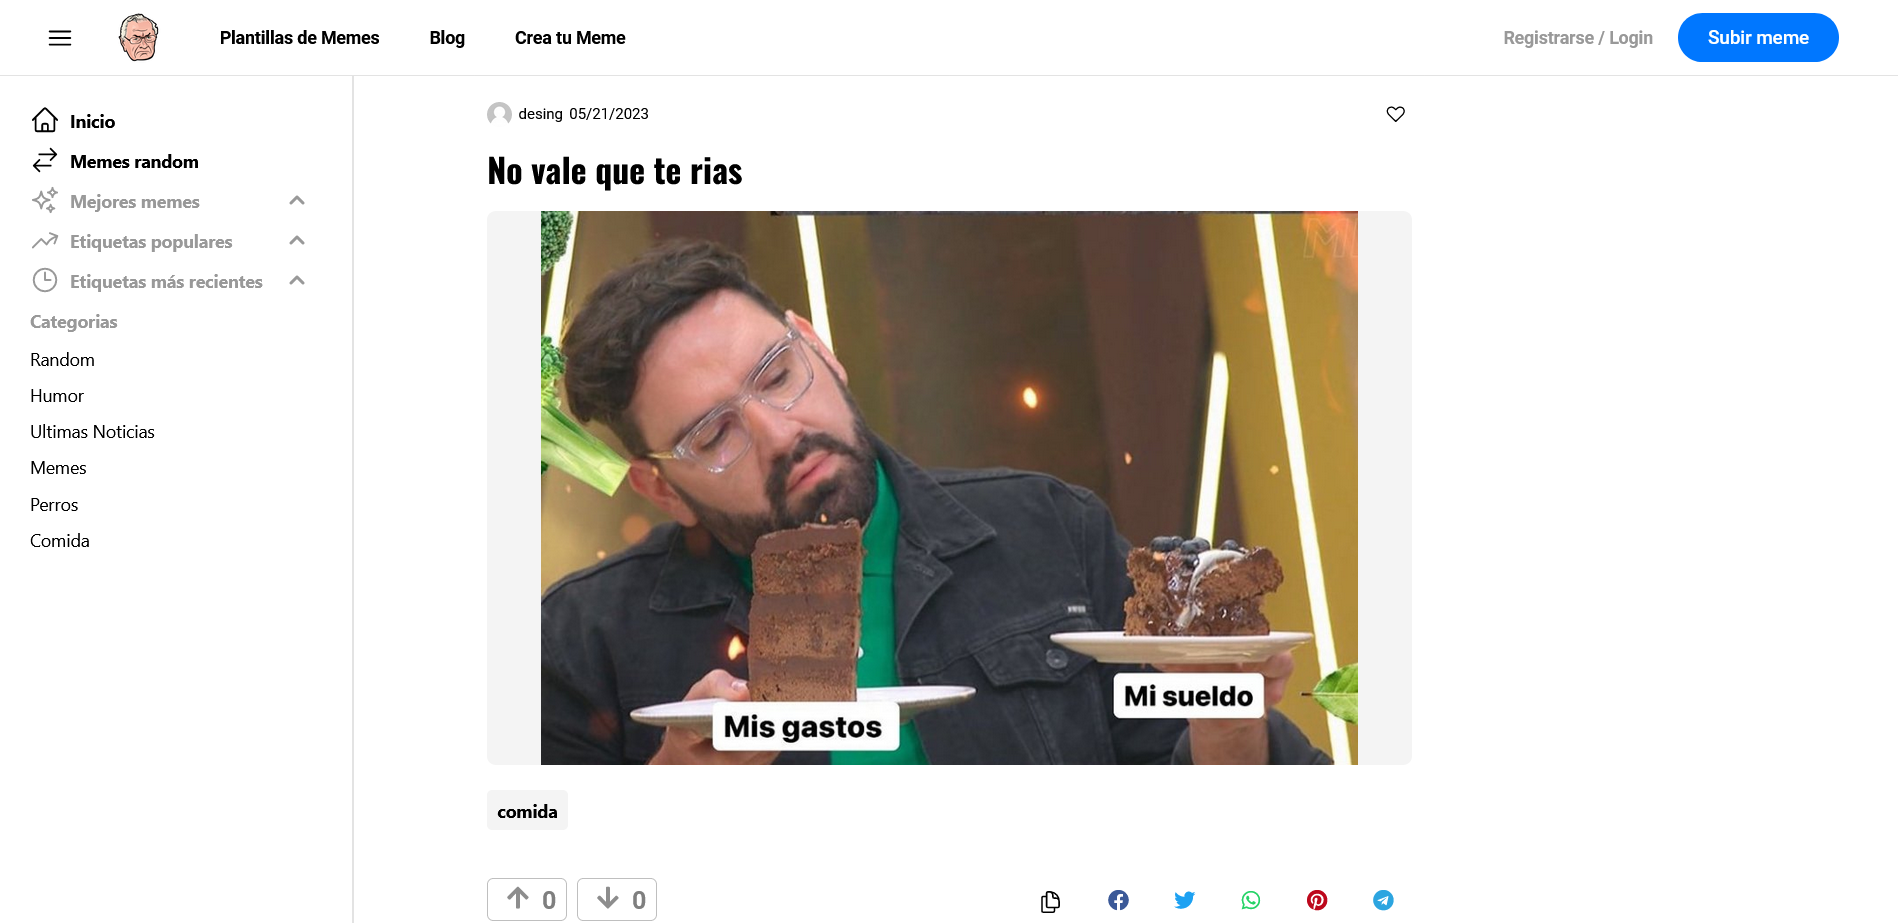 Plantillas de Memes
Blog
Crea tu Meme
Registrarse / Login
Subir meme
Inicio
Memes random
Mejores memes
Etiquetas populares
Etiquetas más recientes
Categorias
Random
Humor
Ultimas Noticias
Memes
Perros
Comida
desing 05/21/2023
No vale que te rias
Mis gastos
Mi sueldo
comida
0
0